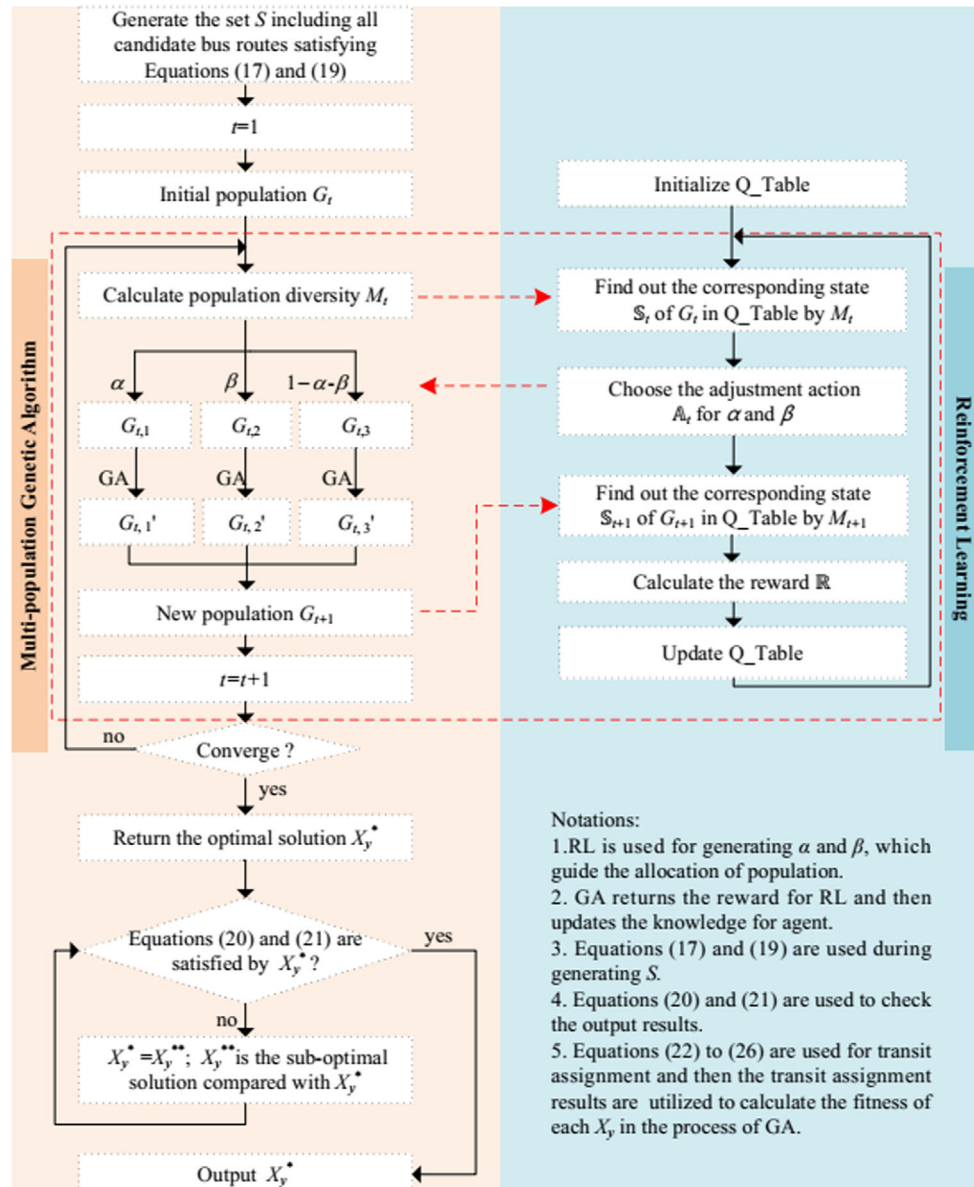 Generate the set S including all
candidate bus routes satisfying
Equations (17) and (19)
t=1
Initial population Gt
Calculate population diversity Mt
α
β
1−α-β
Gt,1
Gt,2
Gt,3
GA
GA
GA
Gt, 1'
Gt, 2'
Gt, 3'
New population Gt+1
t=t+1
Converge ?
no
yes
Return the optimal solution Xy*
Equations (20) and (21) are
satisfied by Xy* ?
yes
no
Xy* =Xy**; Xy** is the sub-optimal
solution compared with Xy*
Output Xy*
Multi-population Genetic Algorithm
Initialize Q_Table
Find out the corresponding state
𝕊t of Gt in Q_Table by Mt
Choose the adjustment action
𝔸t for α and β
Find out the corresponding state
𝕊t+1 of Gt+1 in Q_Table by Mt+1
Calculate the reward ℝ
Update Q_Table
Reinforcement Learning
Notations:
1.RL is used for generating α and β, which
guide the allocation of population.
2. GA returns the reward for RL and then
updates the knowledge for agent.
3. Equations (17) and (19) are used during
generating S.
4. Equations (20) and (21) are used to check
the output results.
5. Equations (22) to (26) are used for transit
assignment and then the transit assignment
results are utilized to calculate the fitness of
each Xy in the process of GA.